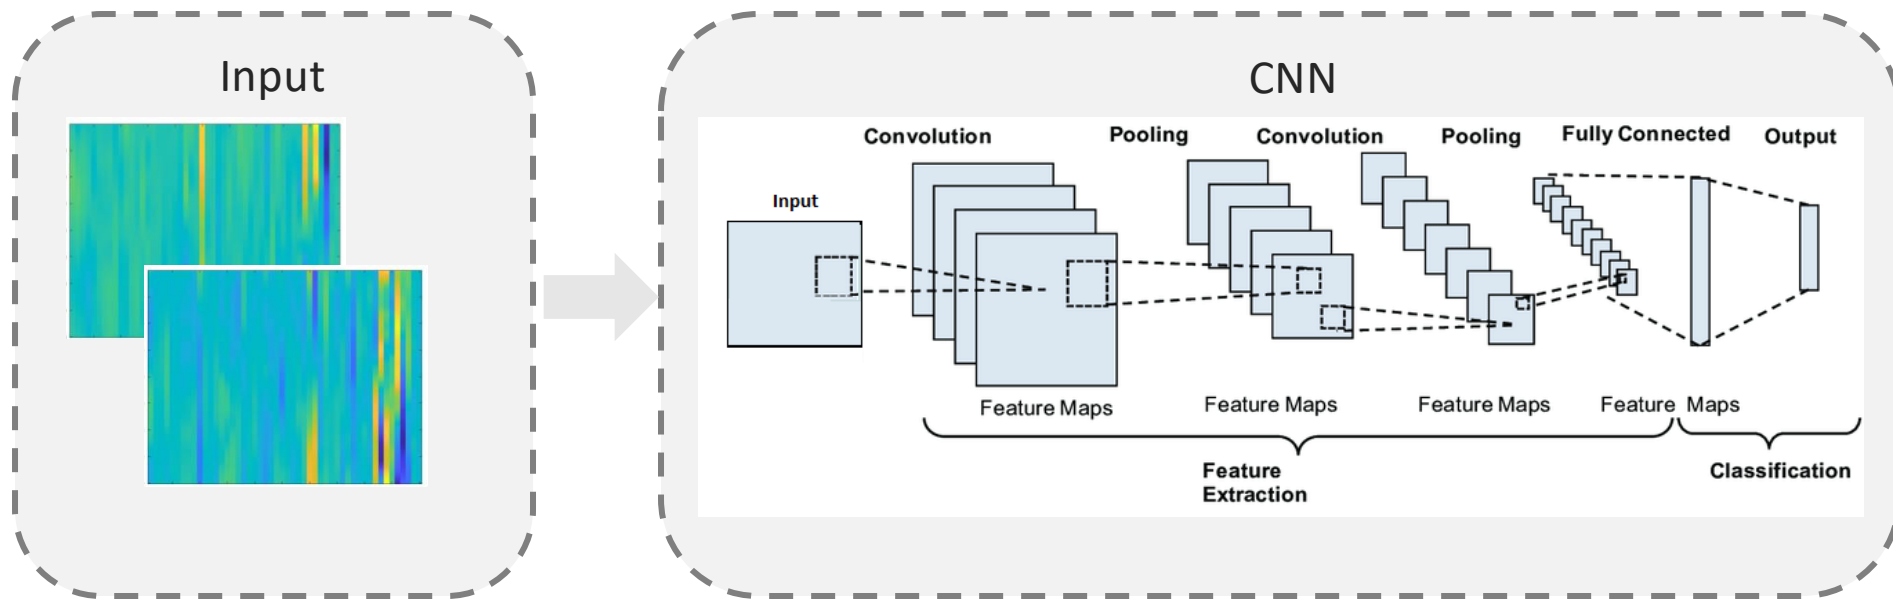 Input
CNN
Convolution
Pooling
Convolution
Pooling
Fully Connected
Output
Input
Feature Maps
Feature Maps
Feature Maps
Feature Maps
Feature
Extraction
Classification